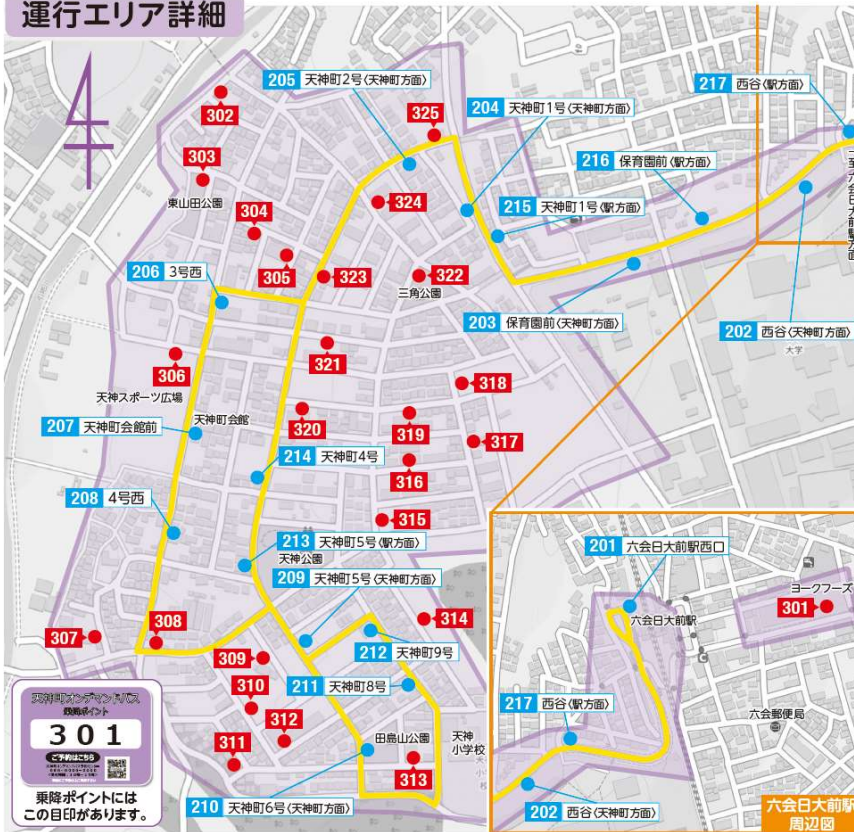 運行エリア詳細
302
205 天神町2号〈天神町方面〉
325
204 天神町1号〈天神町方面〉
217 西谷〈駅方面〉
303
東山田公園
216 保育園前〈駅方面〉
324
215 天神町1号〈駅方面〉
304
206 3号西
305
323
322
三角公園
203 保育園前〈天神町方面〉
202 西谷〈天神町方面〉
大学
321
306
天神スポーツ広場
318
207 天神町会館前
天神町会館
320
319
317
214 天神町4号
316
208 4号西
315
213 天神町5号〈駅方面〉
天神公園
209 天神町5号〈天神町方面〉
201 六会日大前駅西口
ヨークフーズ
301
六会日大前駅
314
307
308
212 天神町9号
309
211 天神町8号
310
312
311
田島山公園
313
天神
小学校
210 天神町6号〈天神町方面〉
217 西谷〈駅方面〉
六会郵便局
202 西谷〈天神町方面〉
六会日大前駅
周辺図
天神町オンデマンドバス
乗降ポイント
301
ご予約はこちら
乗降ポイントには
この目印があります。